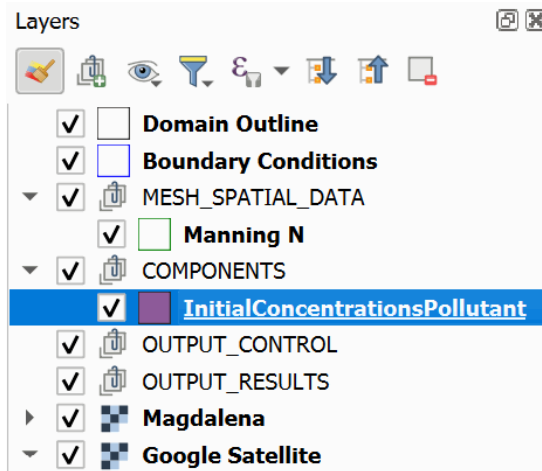 Layers
Domain Outline
Boundary Conditions
MESH_SPATIAL_DATA
Manning N
COMPONENTS
InitialConcentrationsPollutant
OUTPUT_CONTROL
OUTPUT_RESULTS
Magdalena
Google Satellite